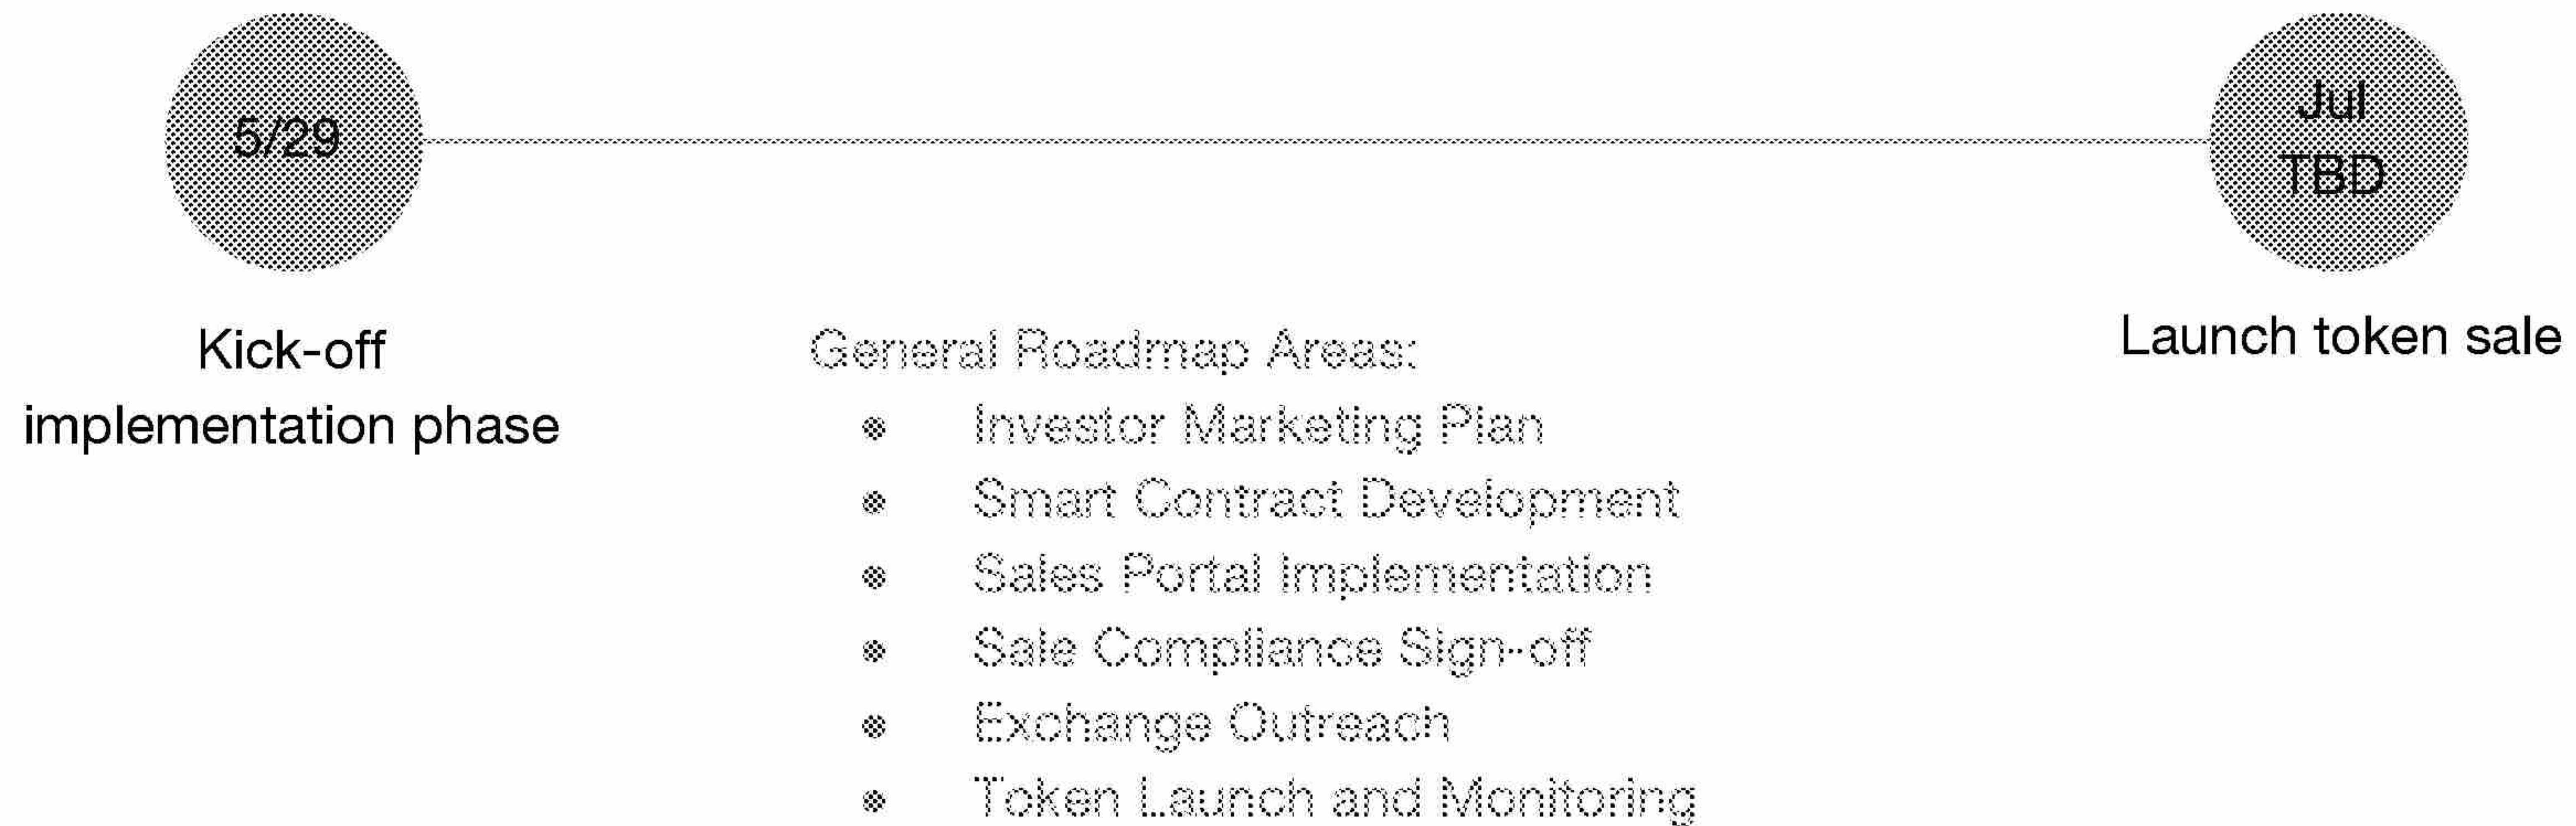 5/29
Jul
TBD
Kick-off
implementation phase
General Roadmap Areas:
• Investor Marketing Plan
• Smart Contract Development
• Sales Portal Implementation
• Sale Compliance Sign-off
• Exchange Outreach
• Token Launch and Monitoring
Launch token sale